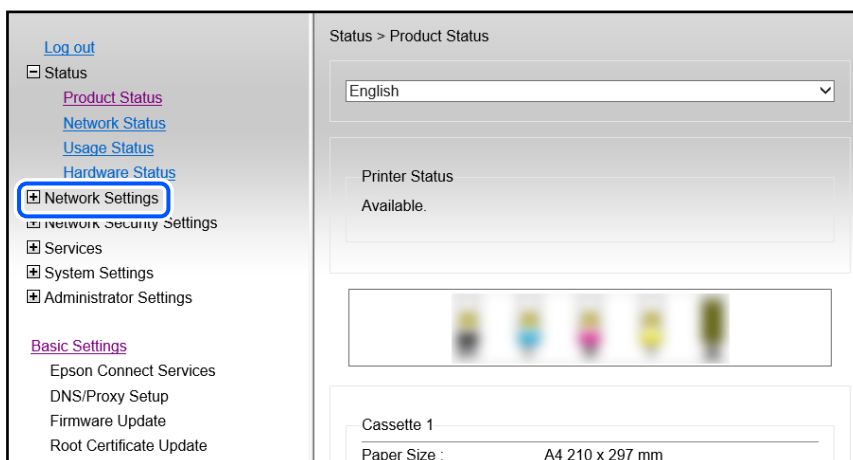 Log out
Status
Product Status
Network Status
Usage Status
Hardware Status
Network Settings
Network Security Settings
Services
System Settings
Administrator Settings
Basic Settings
Epson Connect Services
DNS/Proxy Setup
Firmware Update
Root Certificate Update
Status > Product Status
English
Printer Status
Available.
Cassette 1
Paper Size : A4 210 x 297 mm